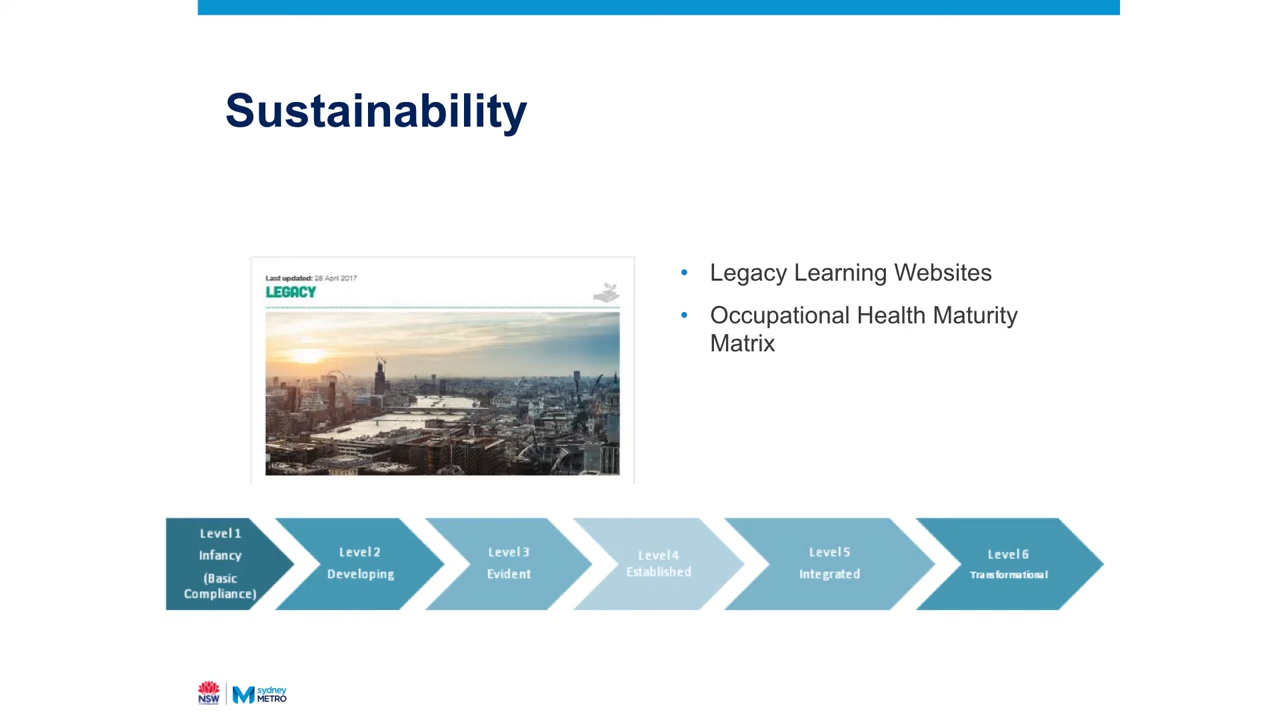 Sustainability
Last updated: 28 April 2017
LEGACY
• Legacy Learning Websites
• Occupational Health Maturity
Matrix
Level 1
Infancy
(Basic
Compliance)
Level 2
Developing
Level 3
Evident
Level 4
Established
Level 5
Integrated
Level 6
Transformational
NSW
sydney
METRO